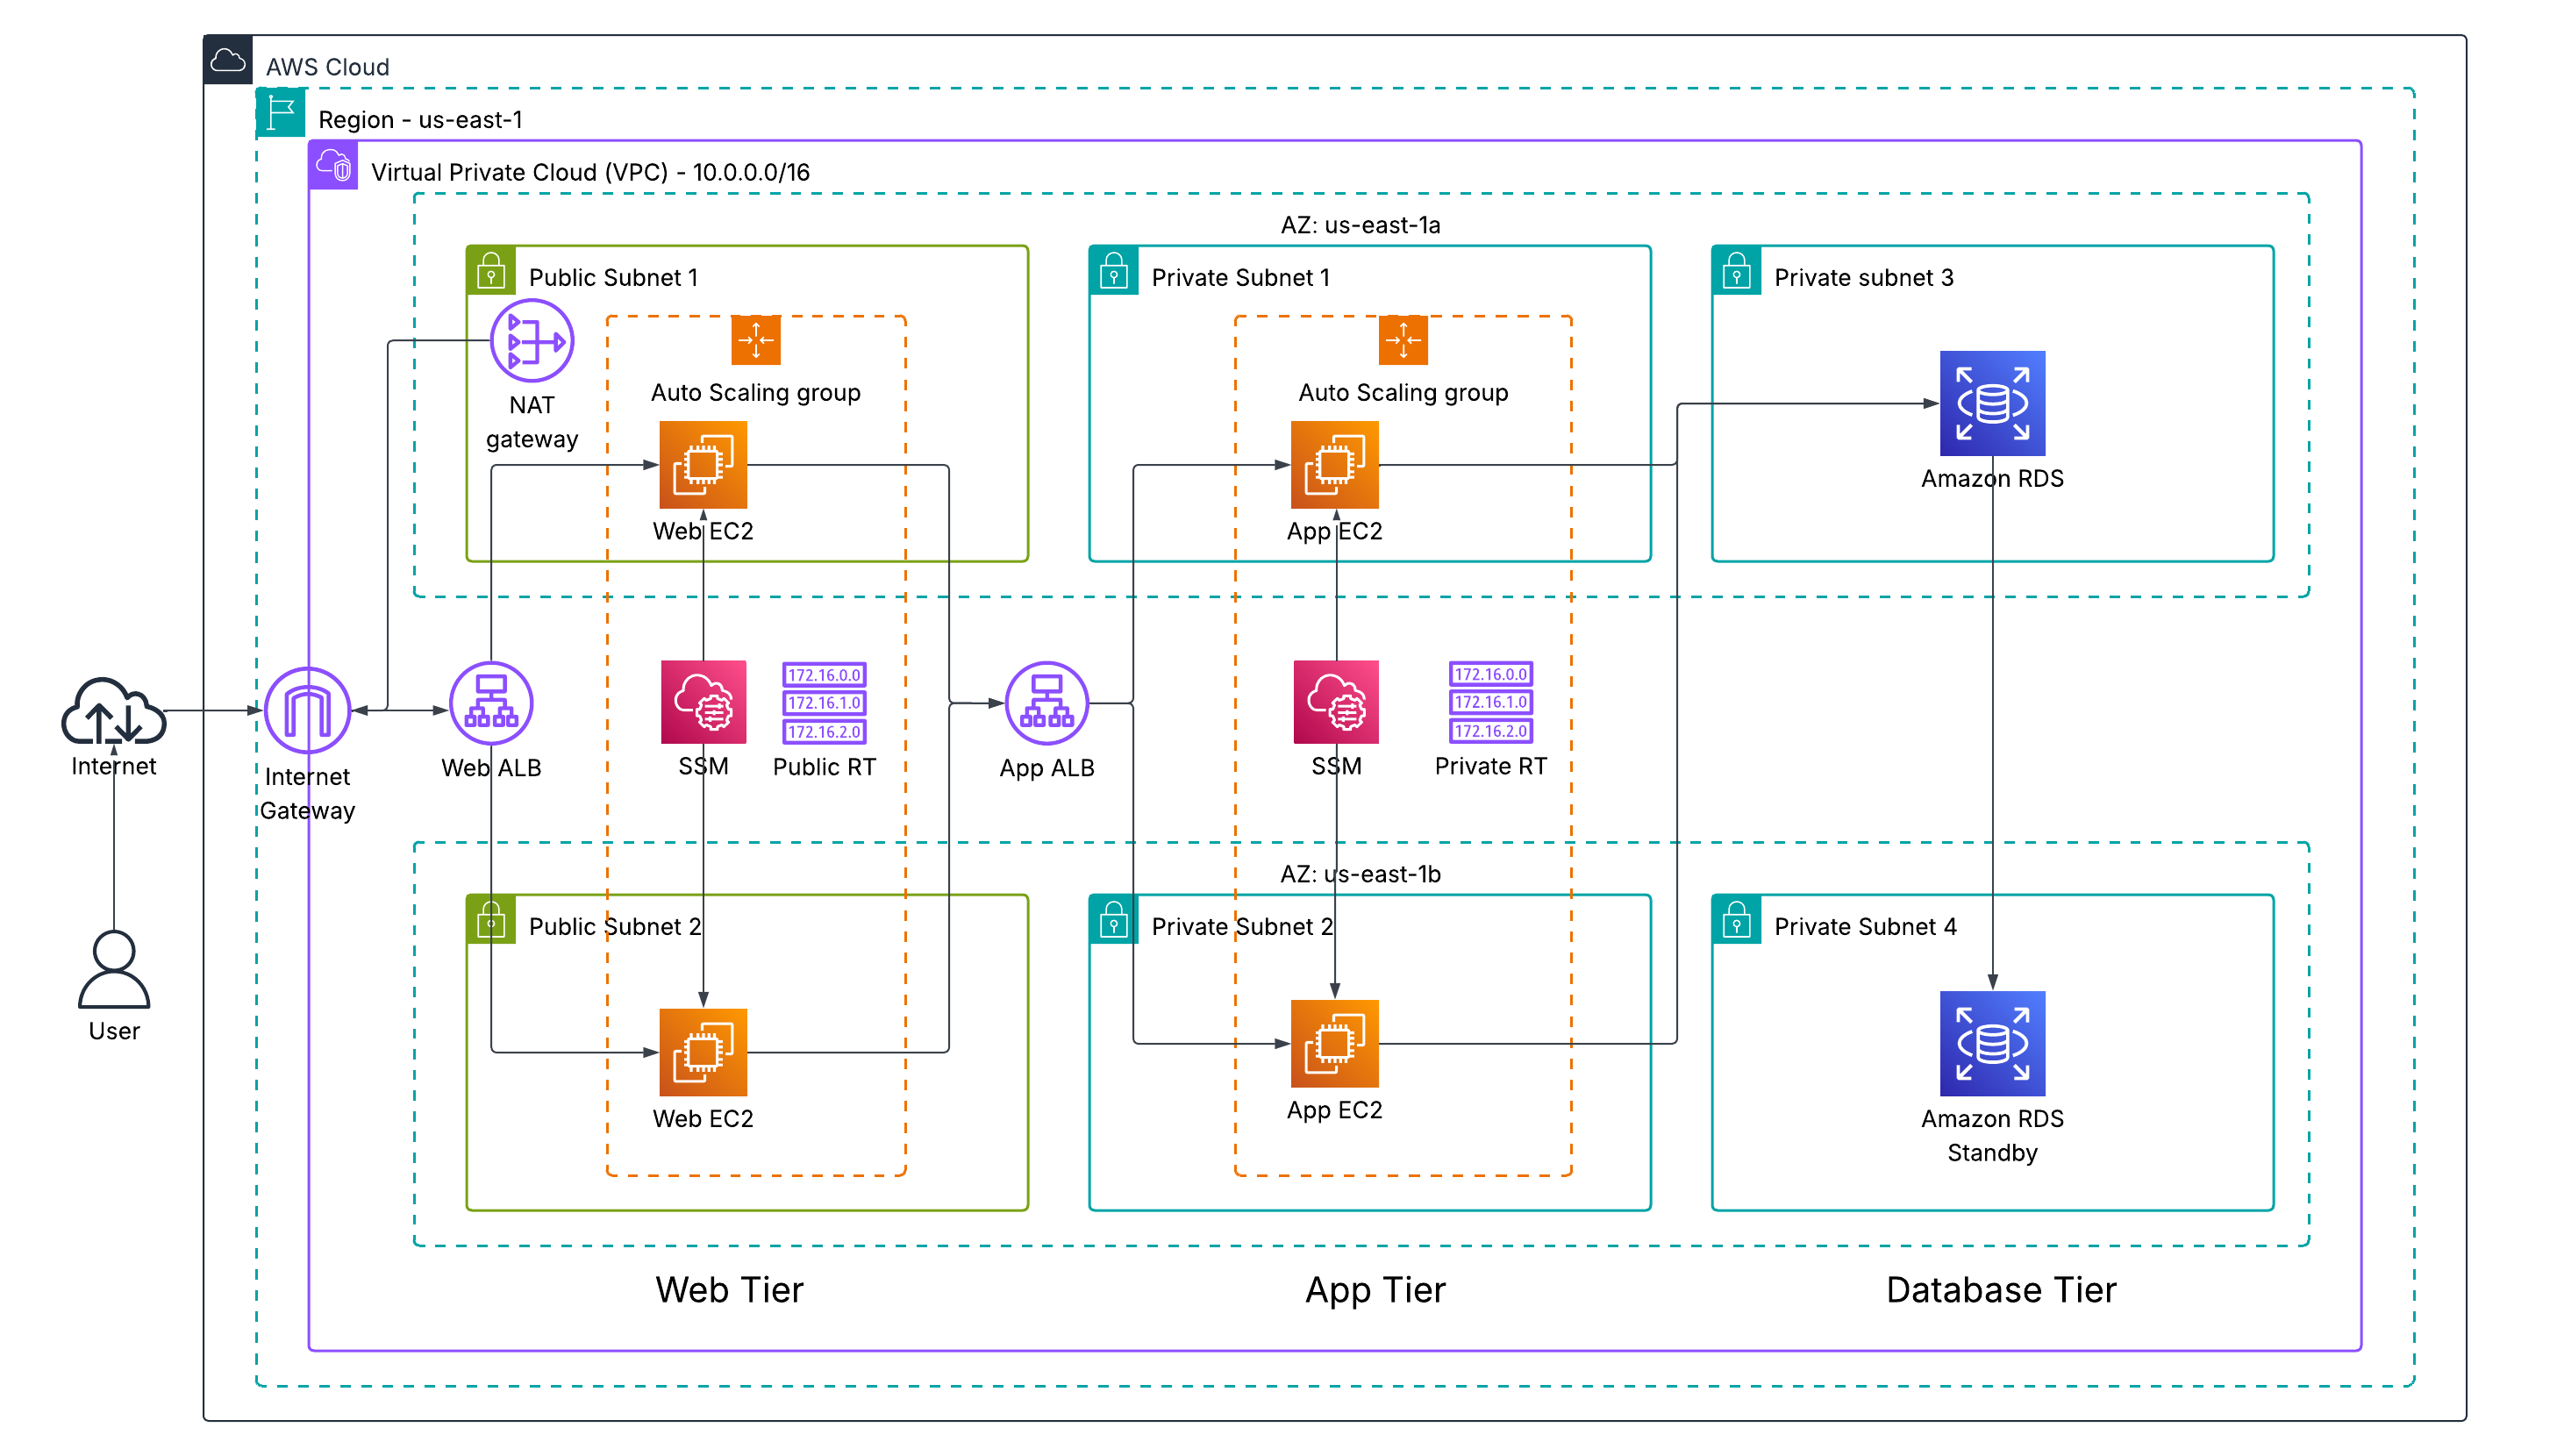 AWS Cloud
Region - us-east-1
Virtual Private Cloud (VPC) - 10.0.0.0/16
AZ: us-east-1a
Public Subnet 1
Private Subnet 1
Private subnet 3
NAT
gateway
Auto Scaling group
Auto Scaling group
Web EC2
App EC2
Amazon RDS
Internet
Internet
Gateway
Web ALB
SSM
172.16.0.0
172.16.1.0
172.16.2.0
Public RT
App ALB
SSM
172.16.0.0
172.16.1.0
172.16.2.0
Private RT
User
AZ: us-east-1b
Public Subnet 2
Private Subnet 2
Private Subnet 4
Web EC2
App EC2
Amazon RDS
Standby
Web Tier
App Tier
Database Tier